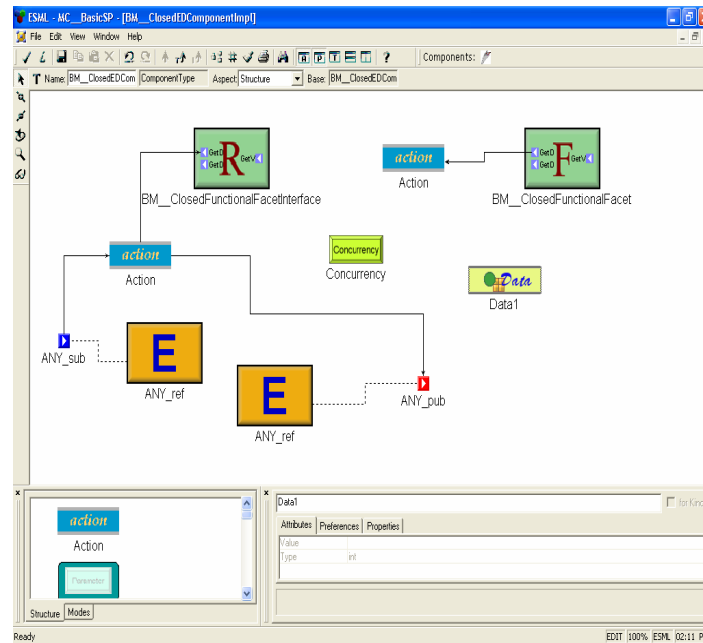 ESML - MC__BasicSP - [BM__ClosedEDComponentImpl]
File Edit View Window Help
Components:
Name: BM__ClosedEDCom ComponentType Aspect: Structure Base: BM__ClosedEDCom
GetD
GetD
R
GetV
BM__ClosedFunctionalFacetInterface
action
Action
GetD
GetD
F
GetV
BM__ClosedFunctionalFacet
action
Action
Concurrency
Concurrency
Data
Data1
ANY_sub
E
ANY_ref
E
ANY_ref
ANY_pub
action
Action
Parameter
Structure Modes
Data1
for Kind
Attributes Preferences Properties
Value
Type int
Ready
EDIT 100% ESML 02:11 P